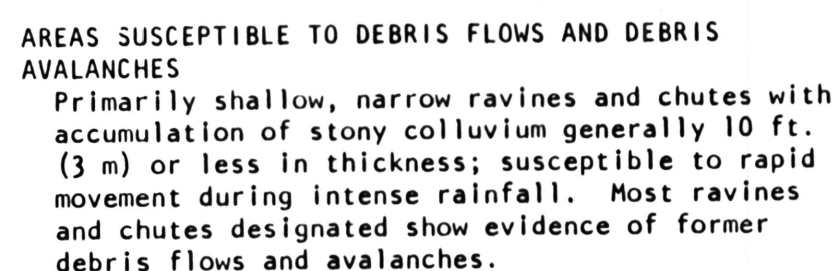 AREAS SUSCEPTIBLE TO DEBRIS FLOWS AND DEBRIS
AVALANCHES
Primarily shallow, narrow ravines and chutes with
accumulation of stony colluvium generally 10 ft.
(3 m) or less in thickness; susceptible to rapid
movement during intense rainfall. Most ravines
and chutes designated show evidence of former
debris flows and avalanches.